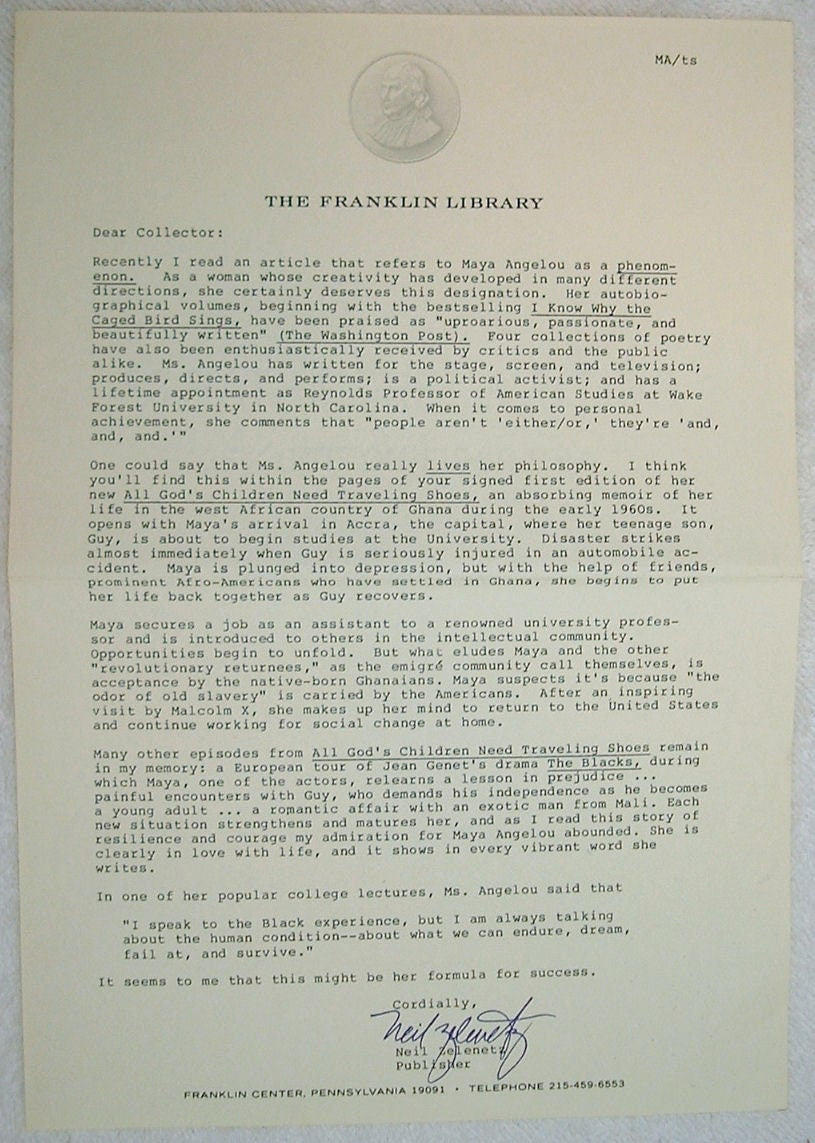 MA/ts
THE FRANKLIN LIBRARY
Dear Collector:
Recently I read an article that refers to Maya Angelou as a phenom-
enon. As a woman whose creativity has developed in many different
directions, she certainly deserves this designation. Her autobio-
graphical volumes, beginning with the bestselling I Know Why the
Caged Bird Sings, have been praised as "uproarious, passionate, and
beautifully written" (The Washington Post). Four collections of poetry
have also been enthusiastically received by critics and the public
alike. Ms. Angelou has written for the stage, screen, and television;
produces, directs, and performs; is a political activist; and has a
lifetime appointment as Reynolds Professor of American Studies at Wake
Forest University in North Carolina. When it comes to personal
achievement, she comments that "people aren't 'either/or,' they're 'and,
and, and.'"
One could say that Ms. Angelou really lives her philosophy. I think
you'll find this within the pages of your signed first edition of her
new All God's Children Need Traveling Shoes, an absorbing memoir of her
life in the west African country of Ghana during the early 1960s. It
opens with Maya's arrival in Accra, the capital, where her teenage son,
Guy, is about to begin studies at the University. Disaster strikes
almost immediately when Guy is seriously injured in an automobile ac-
cident. Maya is plunged into depression, but with the help of friends,
prominent Afro-Americans who have settled in Ghana, she begins to put
her life back together as Guy recovers.
Maya secures a job as an assistant to a renowned university profes-
sor and is introduced to others in the intellectual community.
Opportunities begin to unfold. But what eludes Maya and the other
"revolutionary returnees," as the emigré community call themselves, is
acceptance by the native-born Ghanaians. Maya suspects it's because "the
odor of old slavery" is carried by the Americans. After an inspiring
visit by Malcolm X, she makes up her mind to return to the United States
and continue working for social change at home.
Many other episodes from All God's Children Need Traveling Shoes remain
in my memory: a European tour of Jean Genet's drama The Blacks, during
which Maya, one of the actors, relearns a lesson in prejudice ...
painful encounters with Guy, who demands his independence as he becomes
a young adult ... a romantic affair with an exotic man from Mali. Each
new situation strengthens and matures her, and as I read this story of
resilience and courage my admiration for Maya Angelou abounded. She is
clearly in love with life, and it shows in every vibrant word she
writes.
In one of her popular college lectures, Ms. Angelou said that
"I speak to the Black experience, but I am always talking
about the human condition--about what we can endure, dream,
fail at, and survive."
It seems to me that this might be her formula for success.
Cordially,
Neil Zelenetz
Neil Zelenetz
Publisher
FRANKLIN CENTER, PENNSYLVANIA 19091 • TELEPHONE 215-459-6553